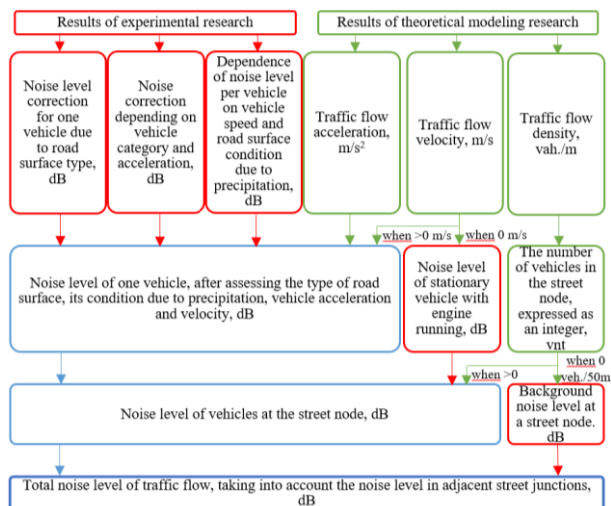 Results of experimental research
Results of theoretical modeling research
Noise level
correction
for one
vehicle due
to road
surface type,
dB
Noise
correction
depending on
vehicle
category and
acceleration,
dB
Dependence
of noise level
per vehicle
on vehicle
speed and
road surface
condition
due to
precipitation,
dB
Traffic flow
acceleration,
m/s²
Traffic flow
velocity, m/s
Traffic flow
density,
vah./m
when >0 m/s
when 0 m/s
Noise level of one vehicle, after assessing the type of road
surface, its condition due to precipitation, vehicle acceleration
and velocity, dB
Noise level
of stationary
vehicle with
engine
running, dB
The number
of vehicles in
the street
node,
expressed as
an integer,
vnt
when >0
when 0
veh./50m
Noise level of vehicles at the street node, dB
Background
noise level at
a street node.
dB
Total noise level of traffic flow, taking into account the noise level in adjacent street junctions,
dB